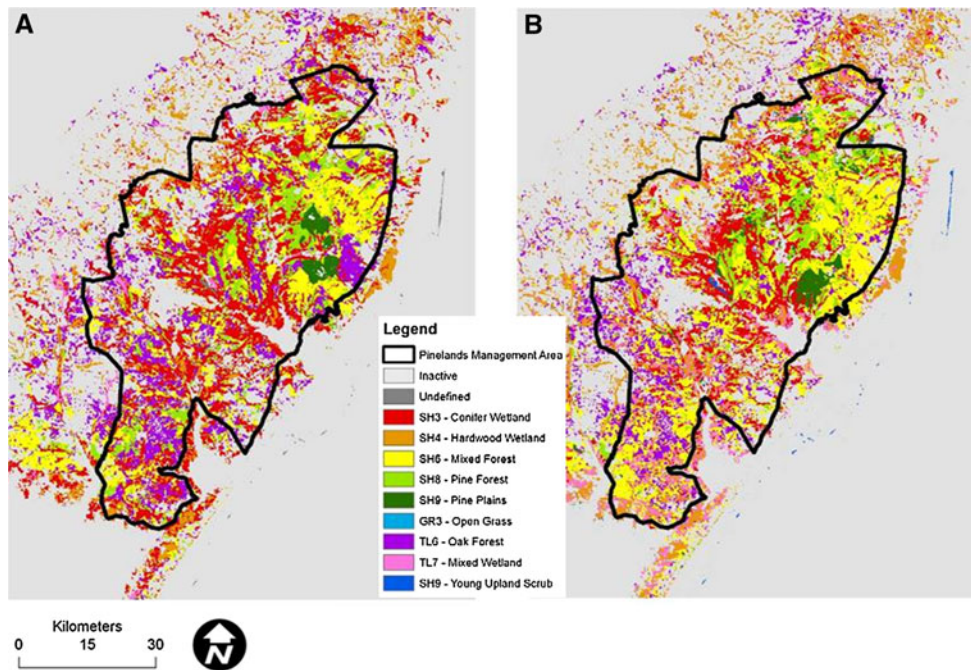 A
B
Legend
Pinelands Management Area
Inactive
Undefined
SH3 - Conifer Wetland
SH4 - Hardwood Wetland
SH6 - Mixed Forest
SH8 - Pine Forest
SH9 - Pine Plains
GR3 - Open Grass
TL6 - Oak Forest
TL7 - Mixed Wetland
SH9 - Young Upland Scrub
Kilometers
0 15 30
N